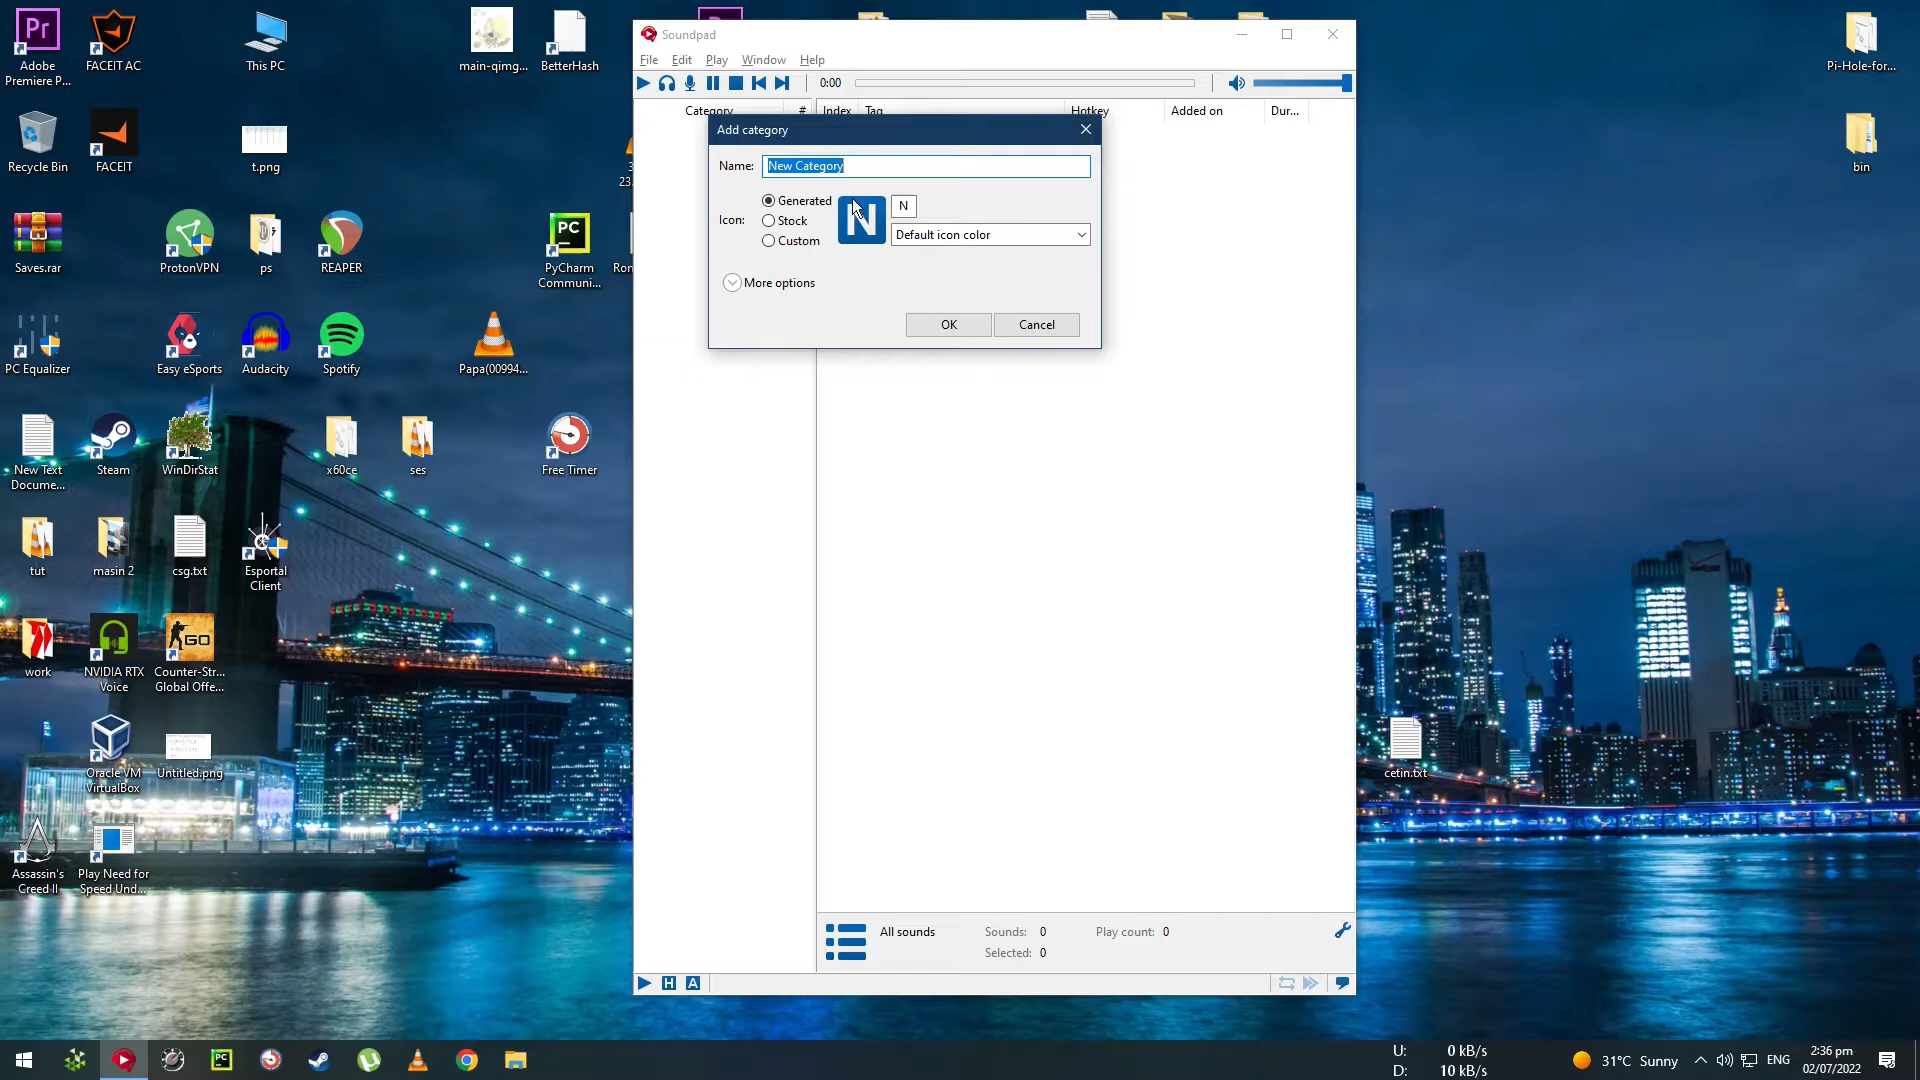 Adobe
Premiere P...
FACEIT AC
This PC
main-qimg...
BetterHash
Pi-Hole-for...
Recycle Bin
FACEIT
t.png
bin
Saves.rar
ProtonVPN
ps
REAPER
PyCharm
Communi...
PC Equalizer
Easy eSports
Audacity
Spotify
Papa(00994...
New Text
Docume...
Steam
WinDirStat
x60ce
ses
Free Timer
tut
masin 2
csg.txt
Esportal
Client
work
NVIDIA RTX
Voice
Counter-Str...
Global Offe...
Oracle VM
VirtualBox
Untitled.png
Assassin's
Creed II
Play Need for
Speed Und...
cetin.txt
Soundpad
File Edit Play Window Help
0:00
Category # Index Tag Hotkey Added on Dur...
Add category
Name: New Category
Icon:
Generated
Stock
Custom
N
N
Default icon color
More options
OK Cancel
All sounds Sounds: 0 Play count: 0
Selected: 0
H A
U: 0 kB/s
D: 10 kB/s
31°C Sunny
ENG
2:36 pm
02/07/2022